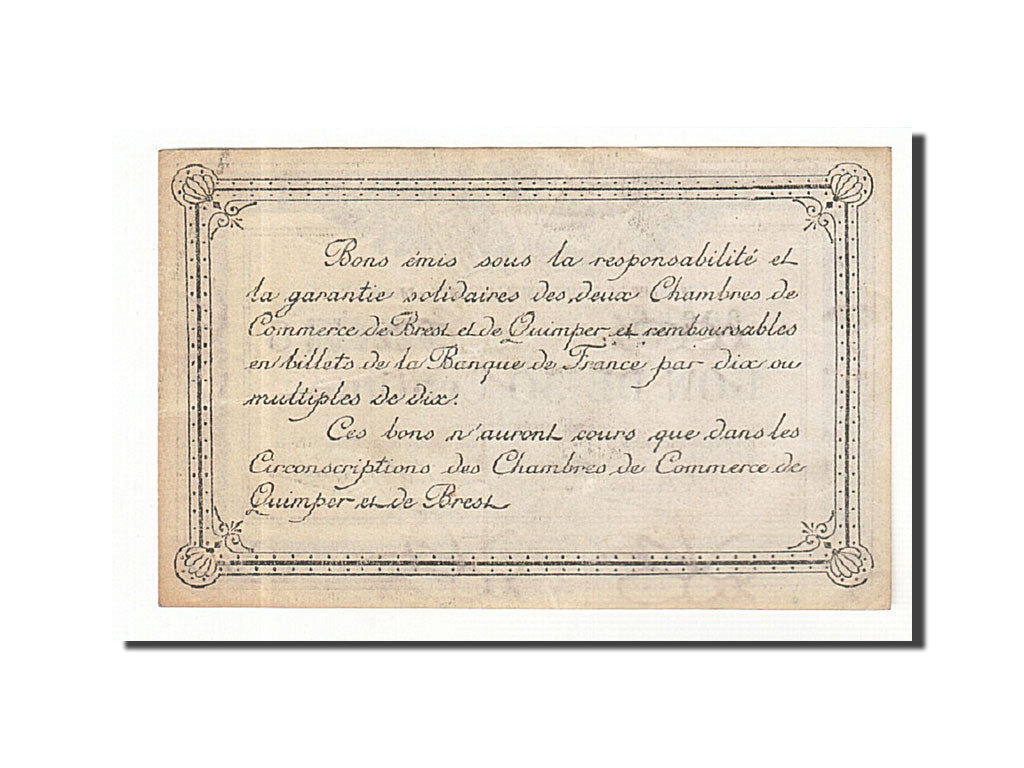 Bons émis sous la responsabilité et
la garantie solidaires des deux Chambres de
Commerce de Brest et de Quimper et remboursables
en billets de la Banque de France par dix ou
multiples de dix.
Ces bons n'auront cours que dans les
Circonscriptions des Chambres de Commerce de
Quimper et de Brest